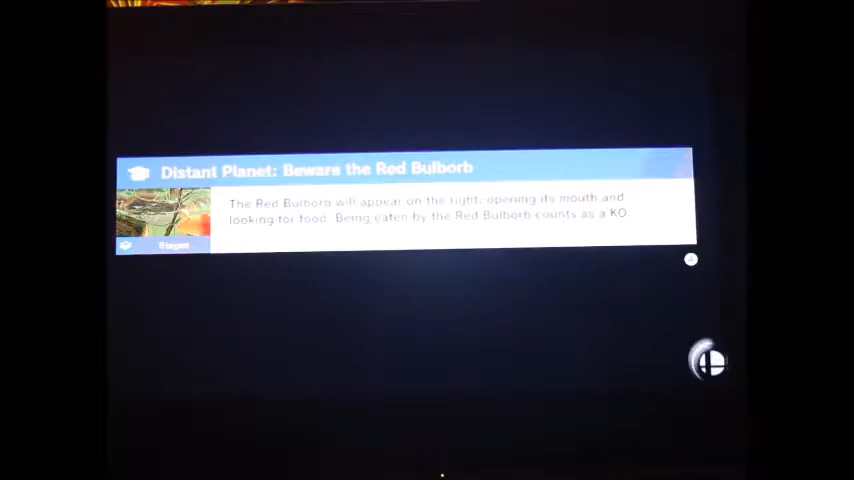 Distant Planet: Beware the Red Bulborb
The Red Bulborb will appear on the right, opening its mouth and
looking for food. Being eaten by the Red Bulborb counts as a KO.
Stages